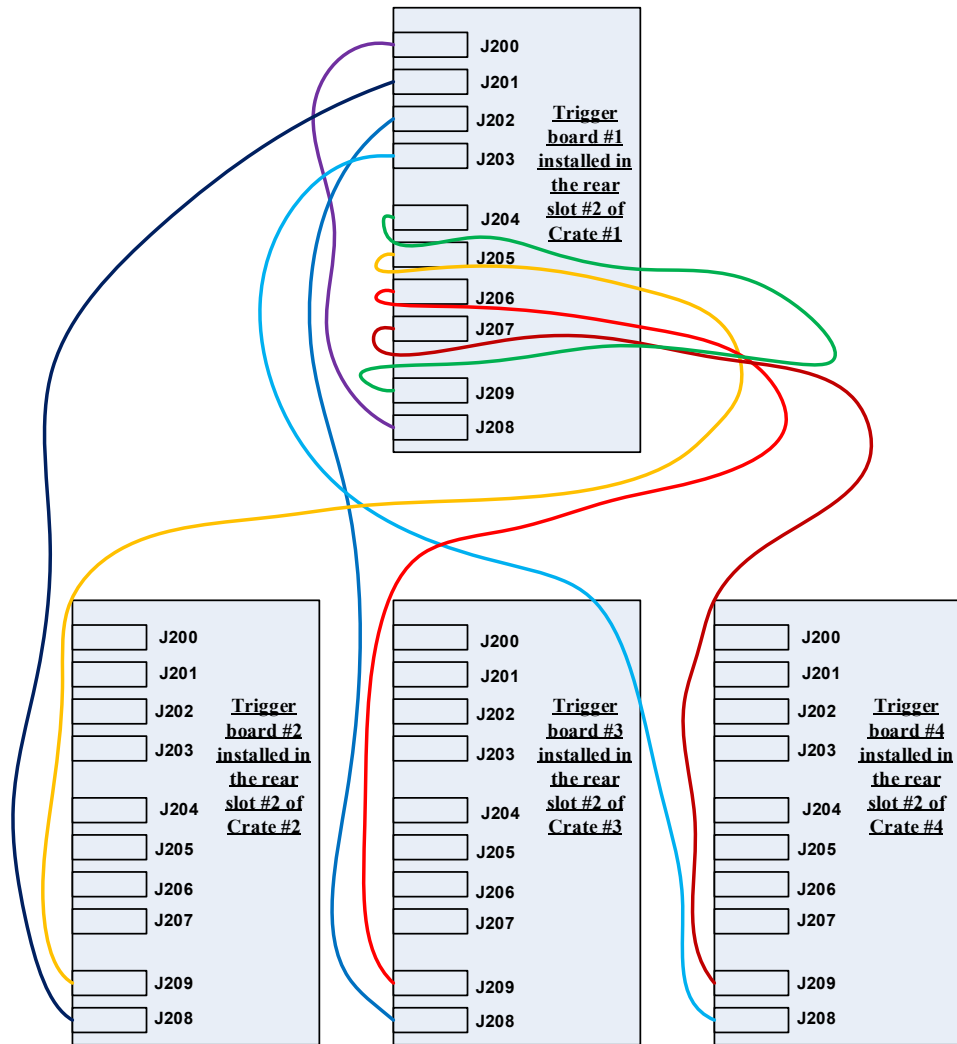 J200
J201
J202
J203
J204
J205
J206
J207
J209
J208
Trigger
board #1
installed in
the rear
slot #2 of
Crate #1
J200
J201
J202
J203
J204
J205
J206
J207
J209
J208
Trigger
board #2
installed in
the rear
slot #2 of
Crate #2
J200
J201
J202
J203
J204
J205
J206
J207
J209
J208
Trigger
board #3
installed in
the rear
slot #2 of
Crate #3
J200
J201
J202
J203
J204
J205
J206
J207
J209
J208
Trigger
board #4
installed in
the rear
slot #2 of
Crate #4